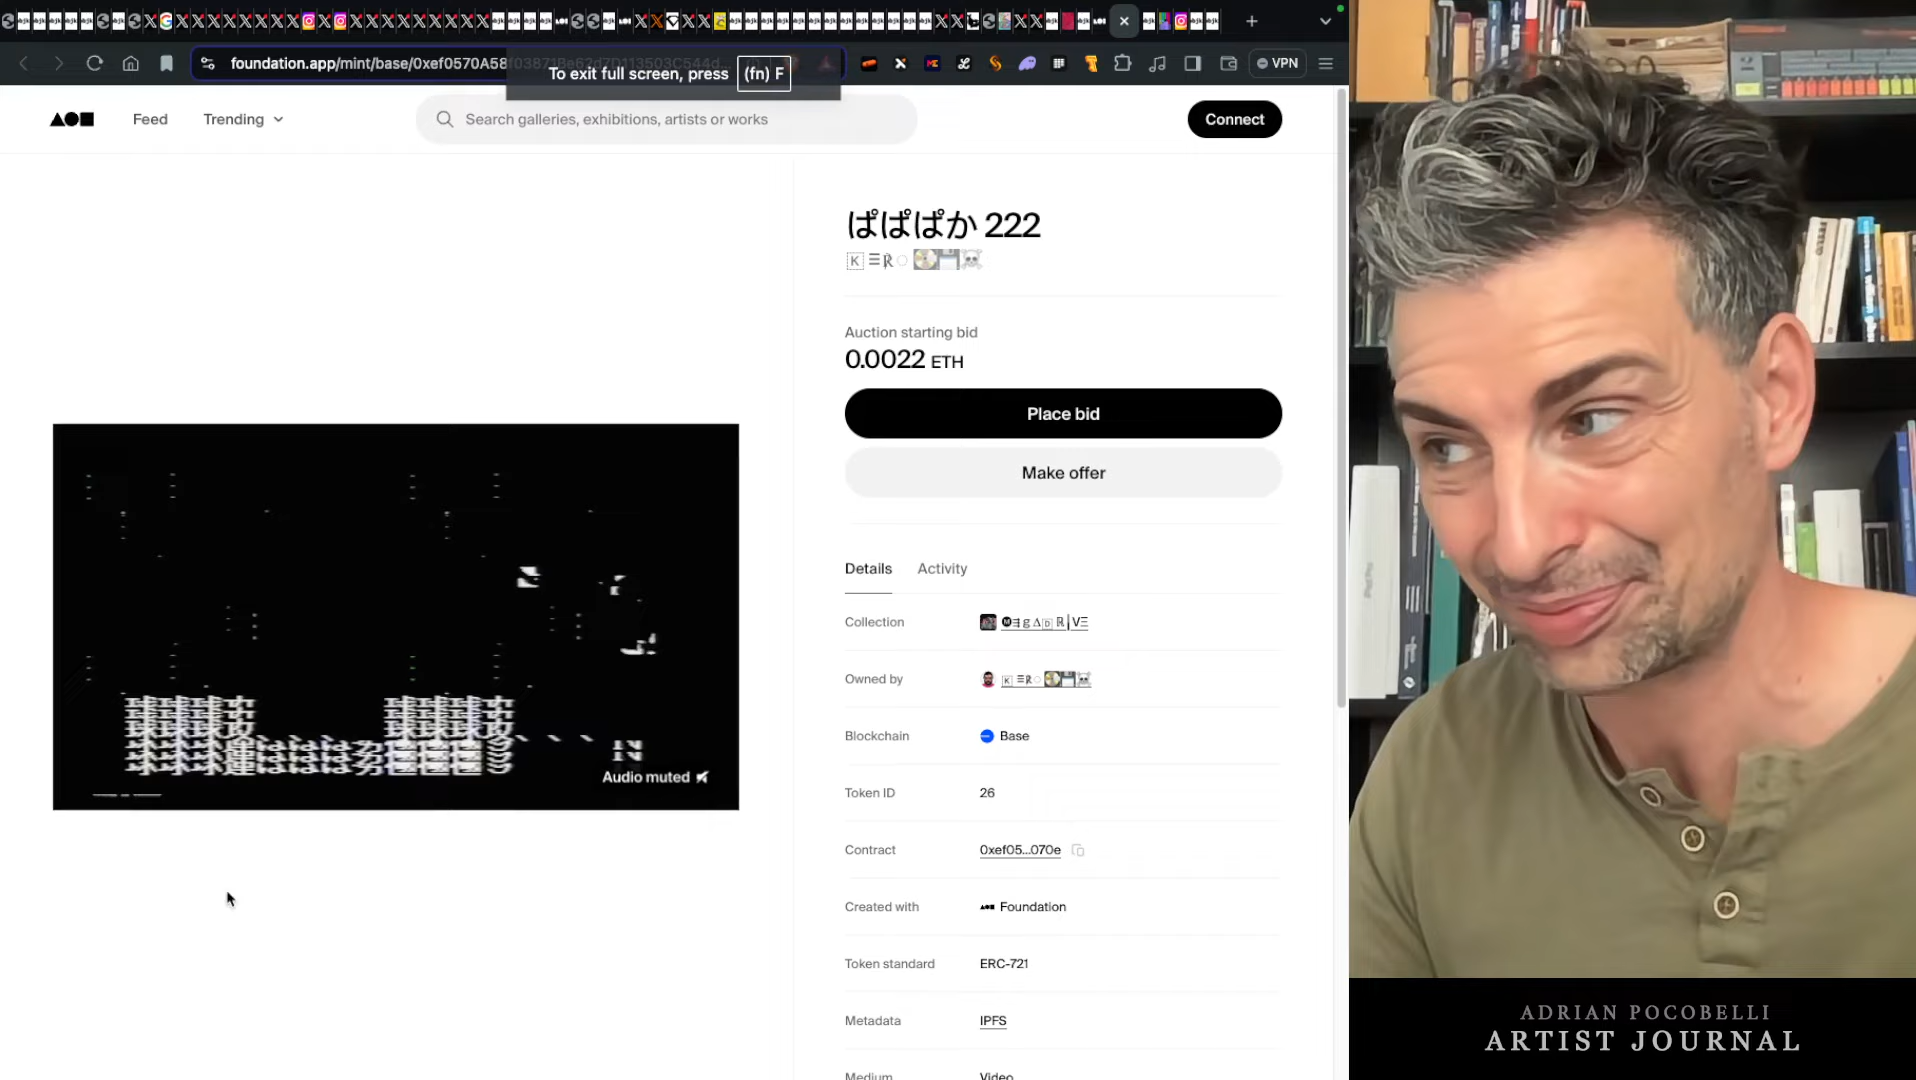 foundation.app/mint/base/0xef0570A58
To exit full screen, press (fn) F
VPN
Feed
Trending
Search galleries, exhibitions, artists or works
Connect
ぱぱぱか 222
Auction starting bid
0.0022 ETH
Place bid
Make offer
Details
Activity
Collection
Owned by
Blockchain
Base
Token ID
26
Contract
0xef05...070e
Created with
Foundation
Token standard
ERC-721
Metadata
IPFS
Medium
Video
Audio muted
ADRIAN POCOBELLI
ARTIST JOURNAL